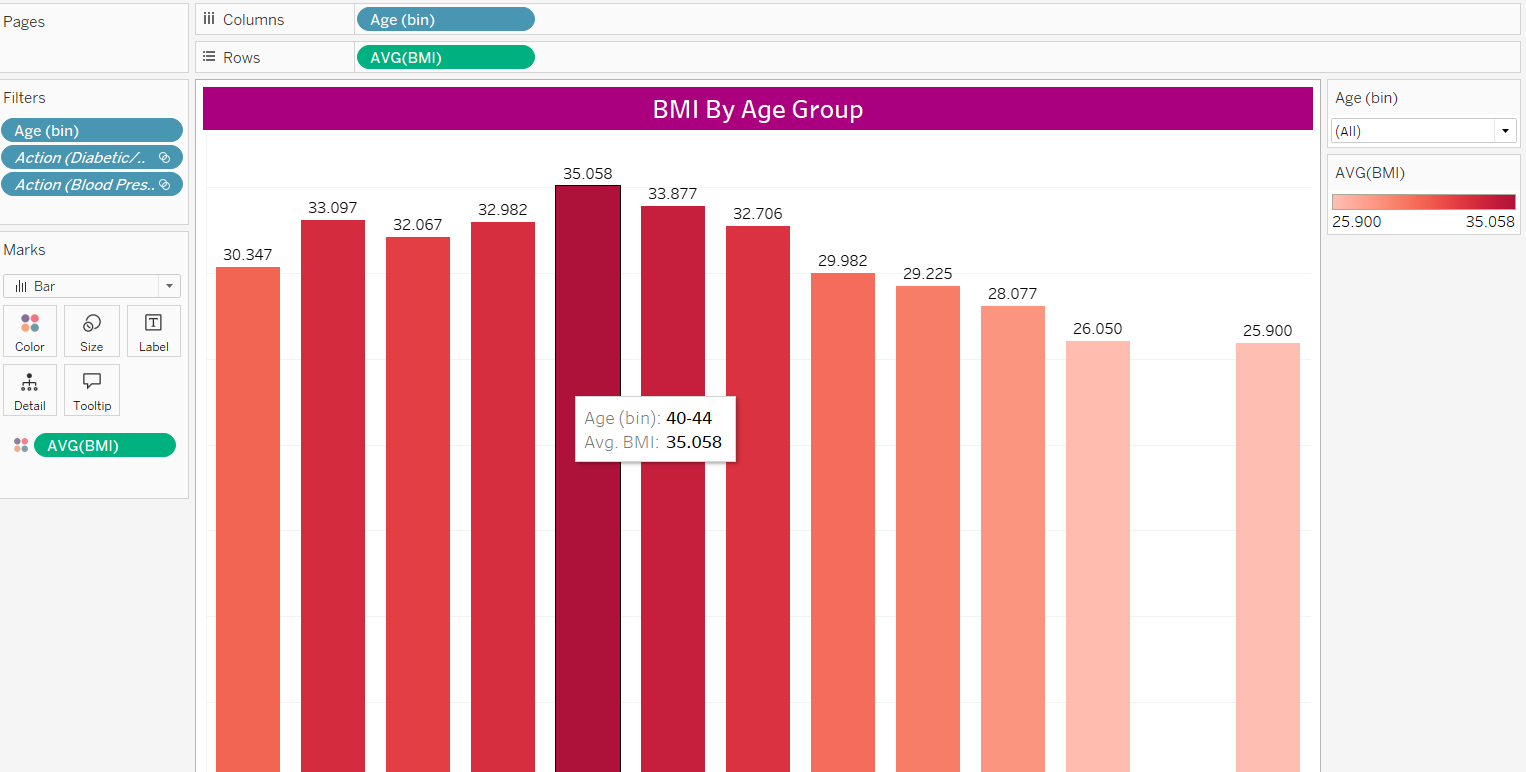 Pages
Columns
Age (bin)
Rows
AVG(BMI)
Filters
Age (bin)
Action (Diabetic/..
Action (Blood Pres..
Marks
Bar
Color
Size
Label
Detail
Tooltip
AVG(BMI)
BMI By Age Group
30.347
33.097
32.067
32.982
35.058
33.877
32.706
29.982
29.225
28.077
26.050
25.900
Age (bin): 40-44
Avg. BMI: 35.058
Age (bin)
(All)
AVG(BMI)
25.900 35.058